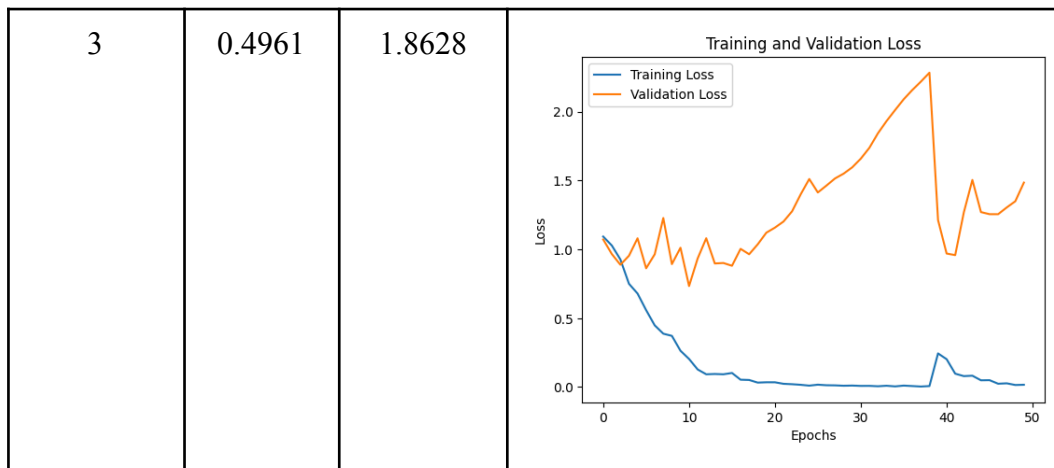 3 0.4961 1.8628
Training and Validation Loss
Training Loss
Validation Loss
2.0
1.5
1.0
0.5
0.0
Loss
0 10 20 30 40 50
Epochs